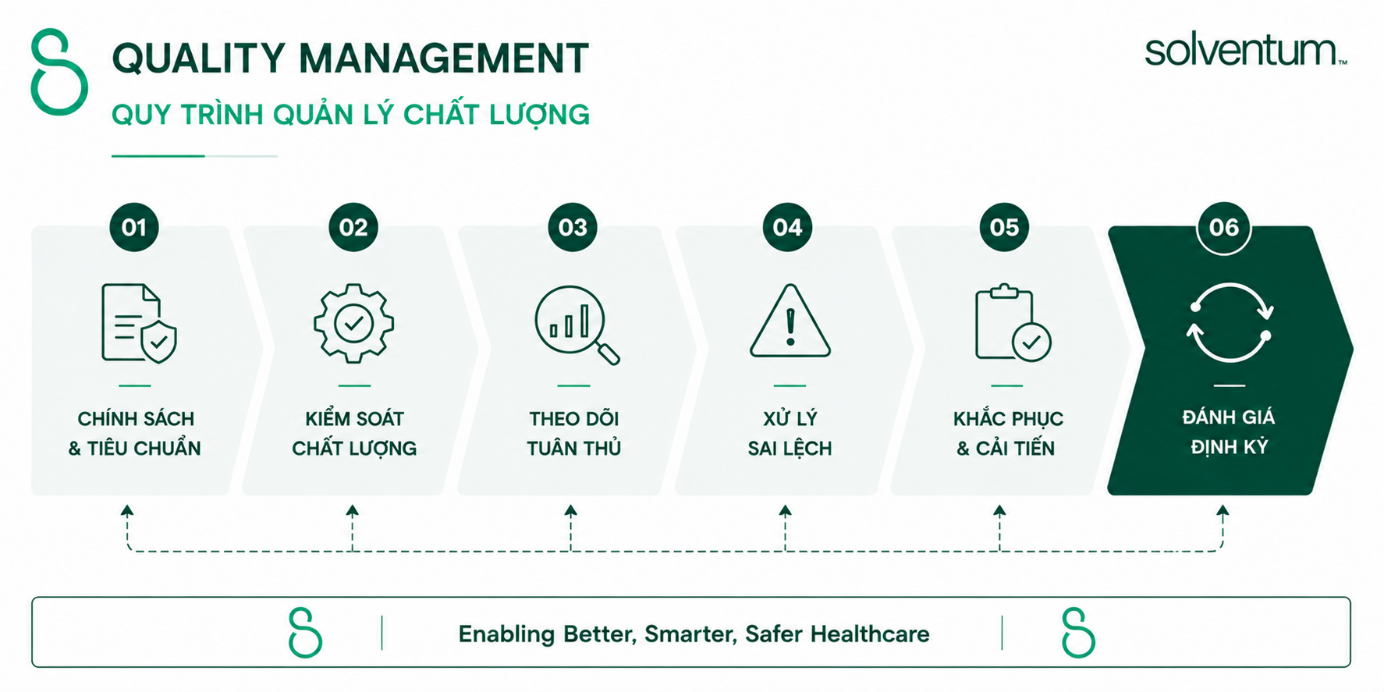 QUALITY MANAGEMENT
solventum™
QUY TRÌNH QUẢN LÝ CHẤT LƯỢNG
01
02
03
04
05
06
CHÍNH SÁCH
& TIÊU CHUẨN
KIỂM SOÁT
CHẤT LƯỢNG
THEO DÕI
TUÂN THỦ
XỬ LÝ
SAI LỆCH
KHẮC PHỤC
& CẢI TIẾN
ĐÁNH GIÁ
ĐỊNH KỲ
Enabling Better, Smarter, Safer Healthcare